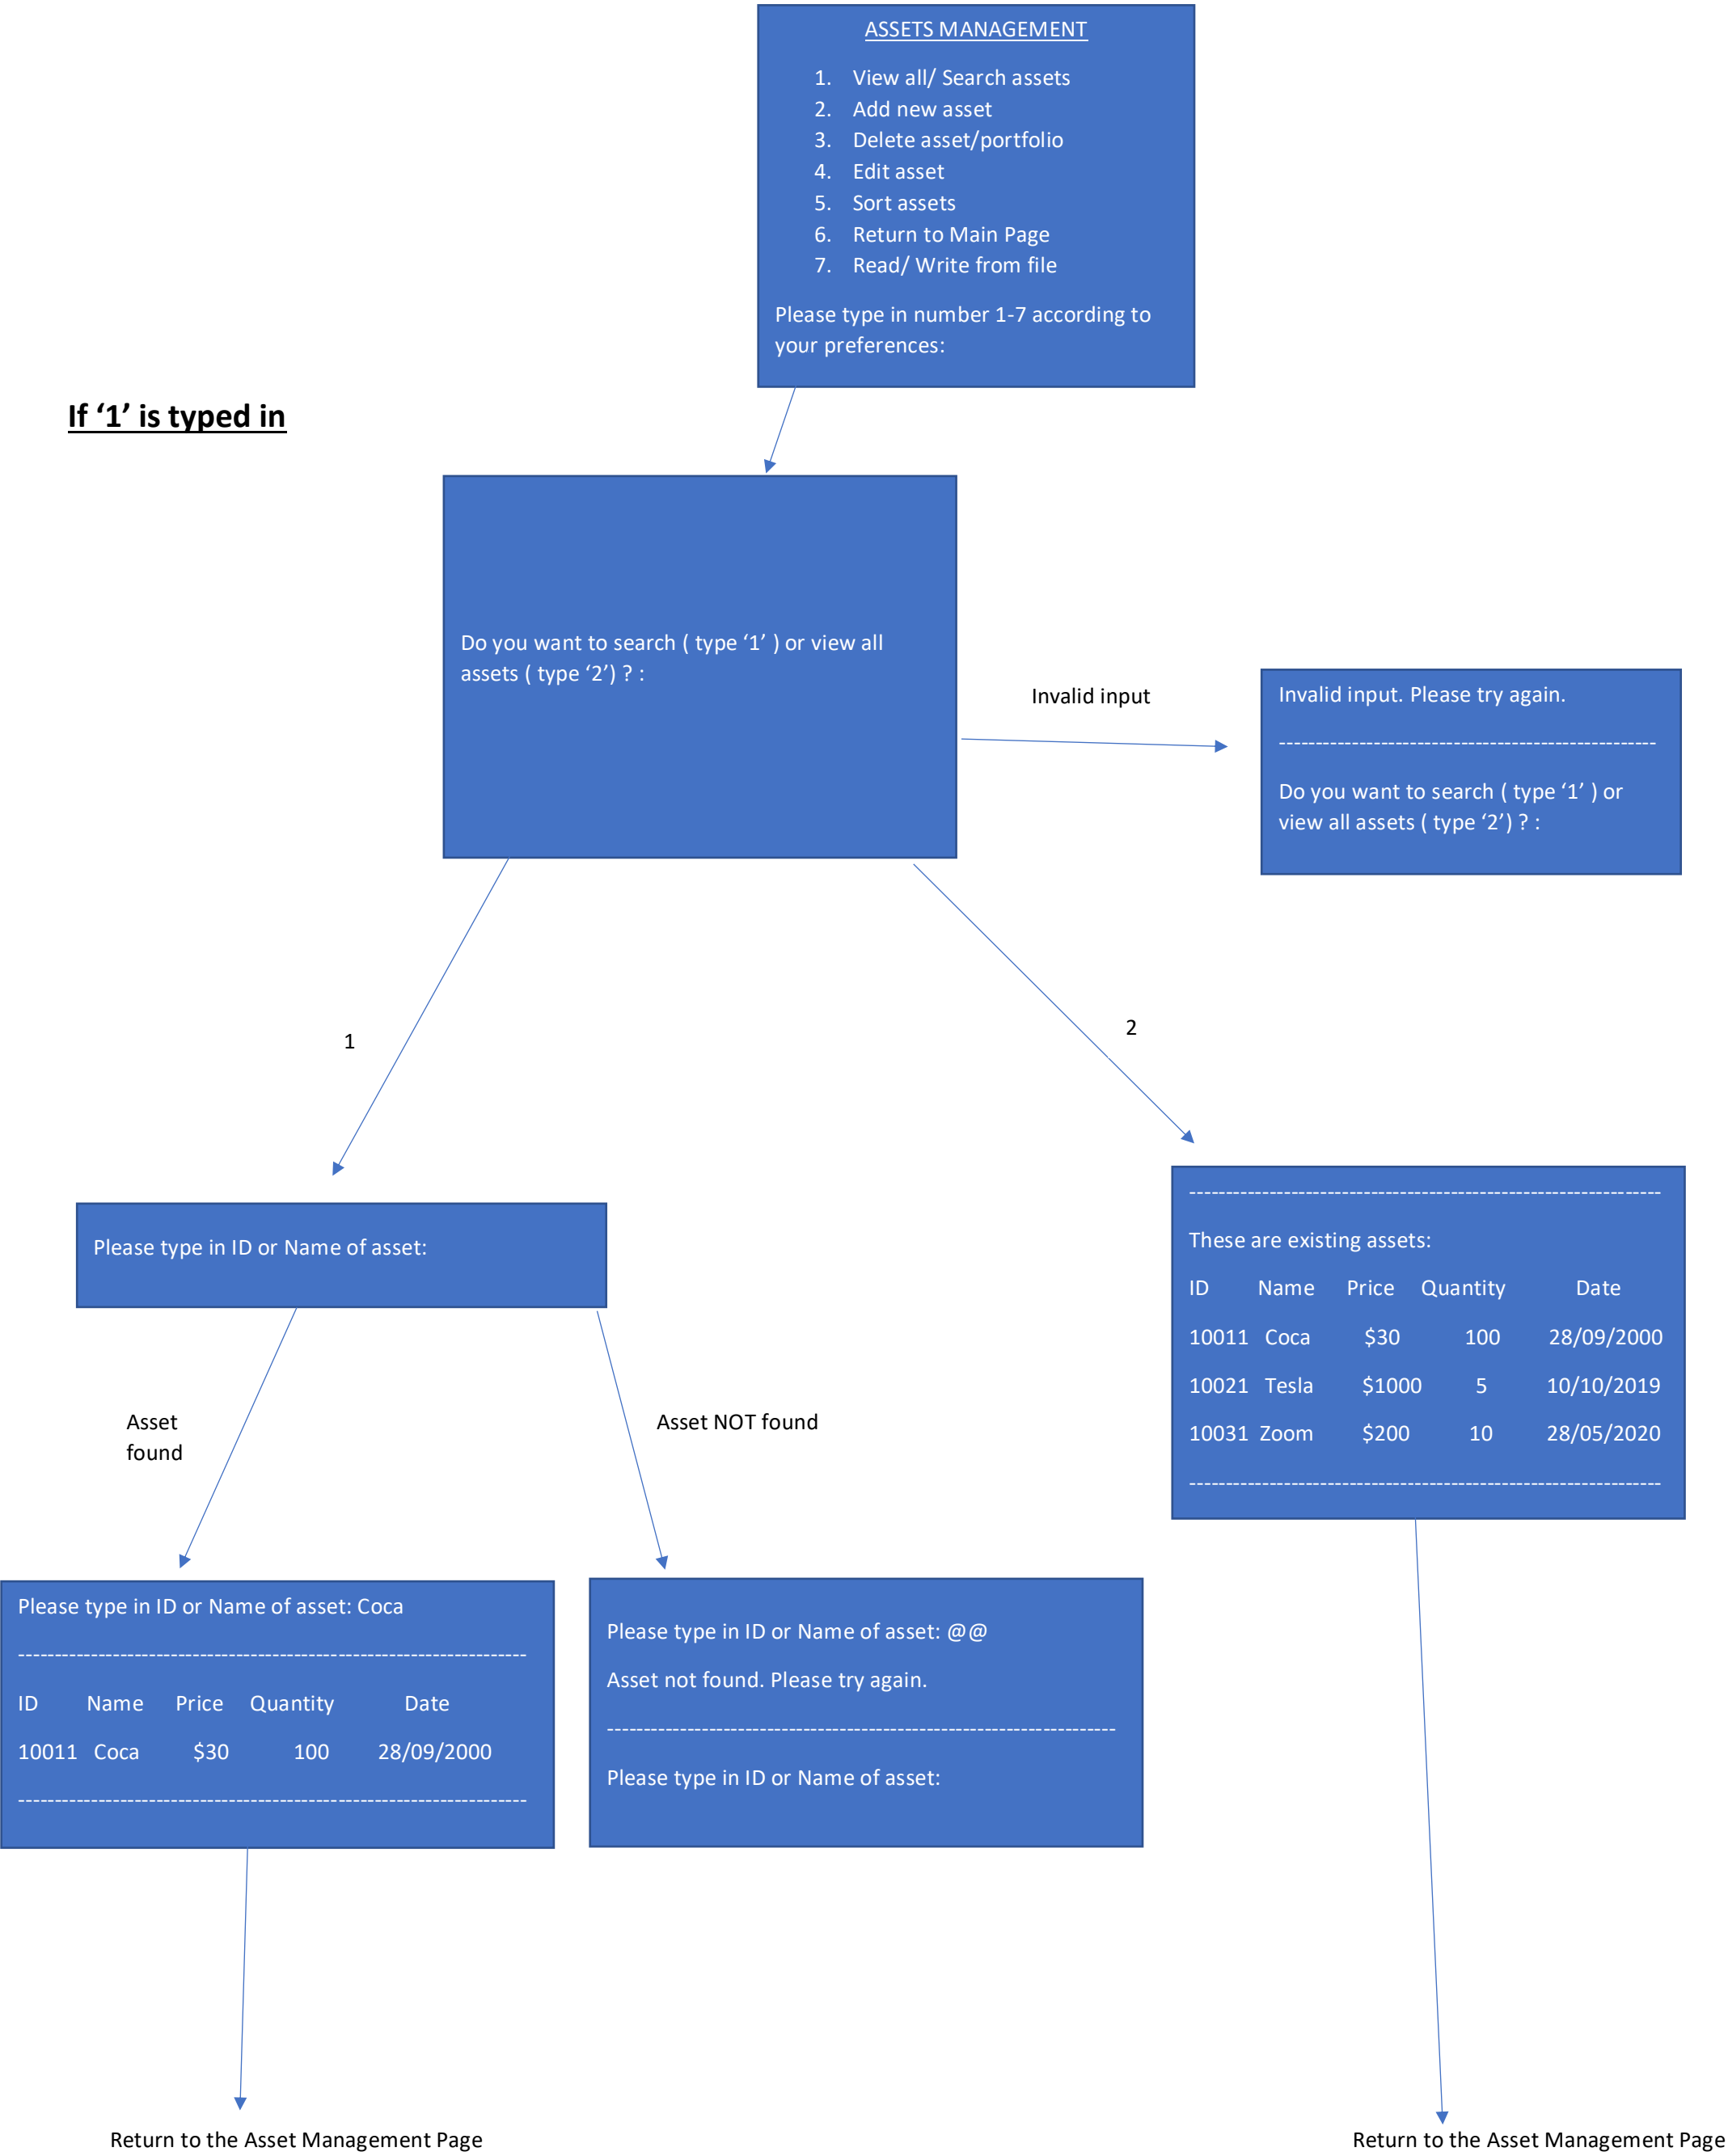 ASSETS MANAGEMENT
1. View all/ Search assets
2. Add new asset
3. Delete asset/portfolio
4. Edit asset
5. Sort assets
6. Return to Main Page
7. Read/ Write from file
Please type in number 1-7 according to
your preferences:
If ‘1’ is typed in
Do you want to search ( type ‘1’ ) or view all
assets ( type ‘2’) ? :
Invalid input
Invalid input. Please try again.
----------------------------------------------------
Do you want to search ( type ‘1’ ) or
view all assets ( type ‘2’) ? :
1
2
Please type in ID or Name of asset:
-----------------------------------------------------------------
These are existing assets:
ID Name Price Quantity Date
10011 Coca $30 100 28/09/2000
10021 Tesla $1000 5 10/10/2019
10031 Zoom $200 10 28/05/2020
-----------------------------------------------------------------
Asset
found
Asset NOT found
Please type in ID or Name of asset: Coca
----------------------------------------------------------------------
ID Name Price Quantity Date
10011 Coca $30 100 28/09/2000
----------------------------------------------------------------------
Please type in ID or Name of asset: @@
Asset not found. Please try again.
----------------------------------------------------------------------
Please type in ID or Name of asset:
Return to the Asset Management Page
Return to the Asset Management Page